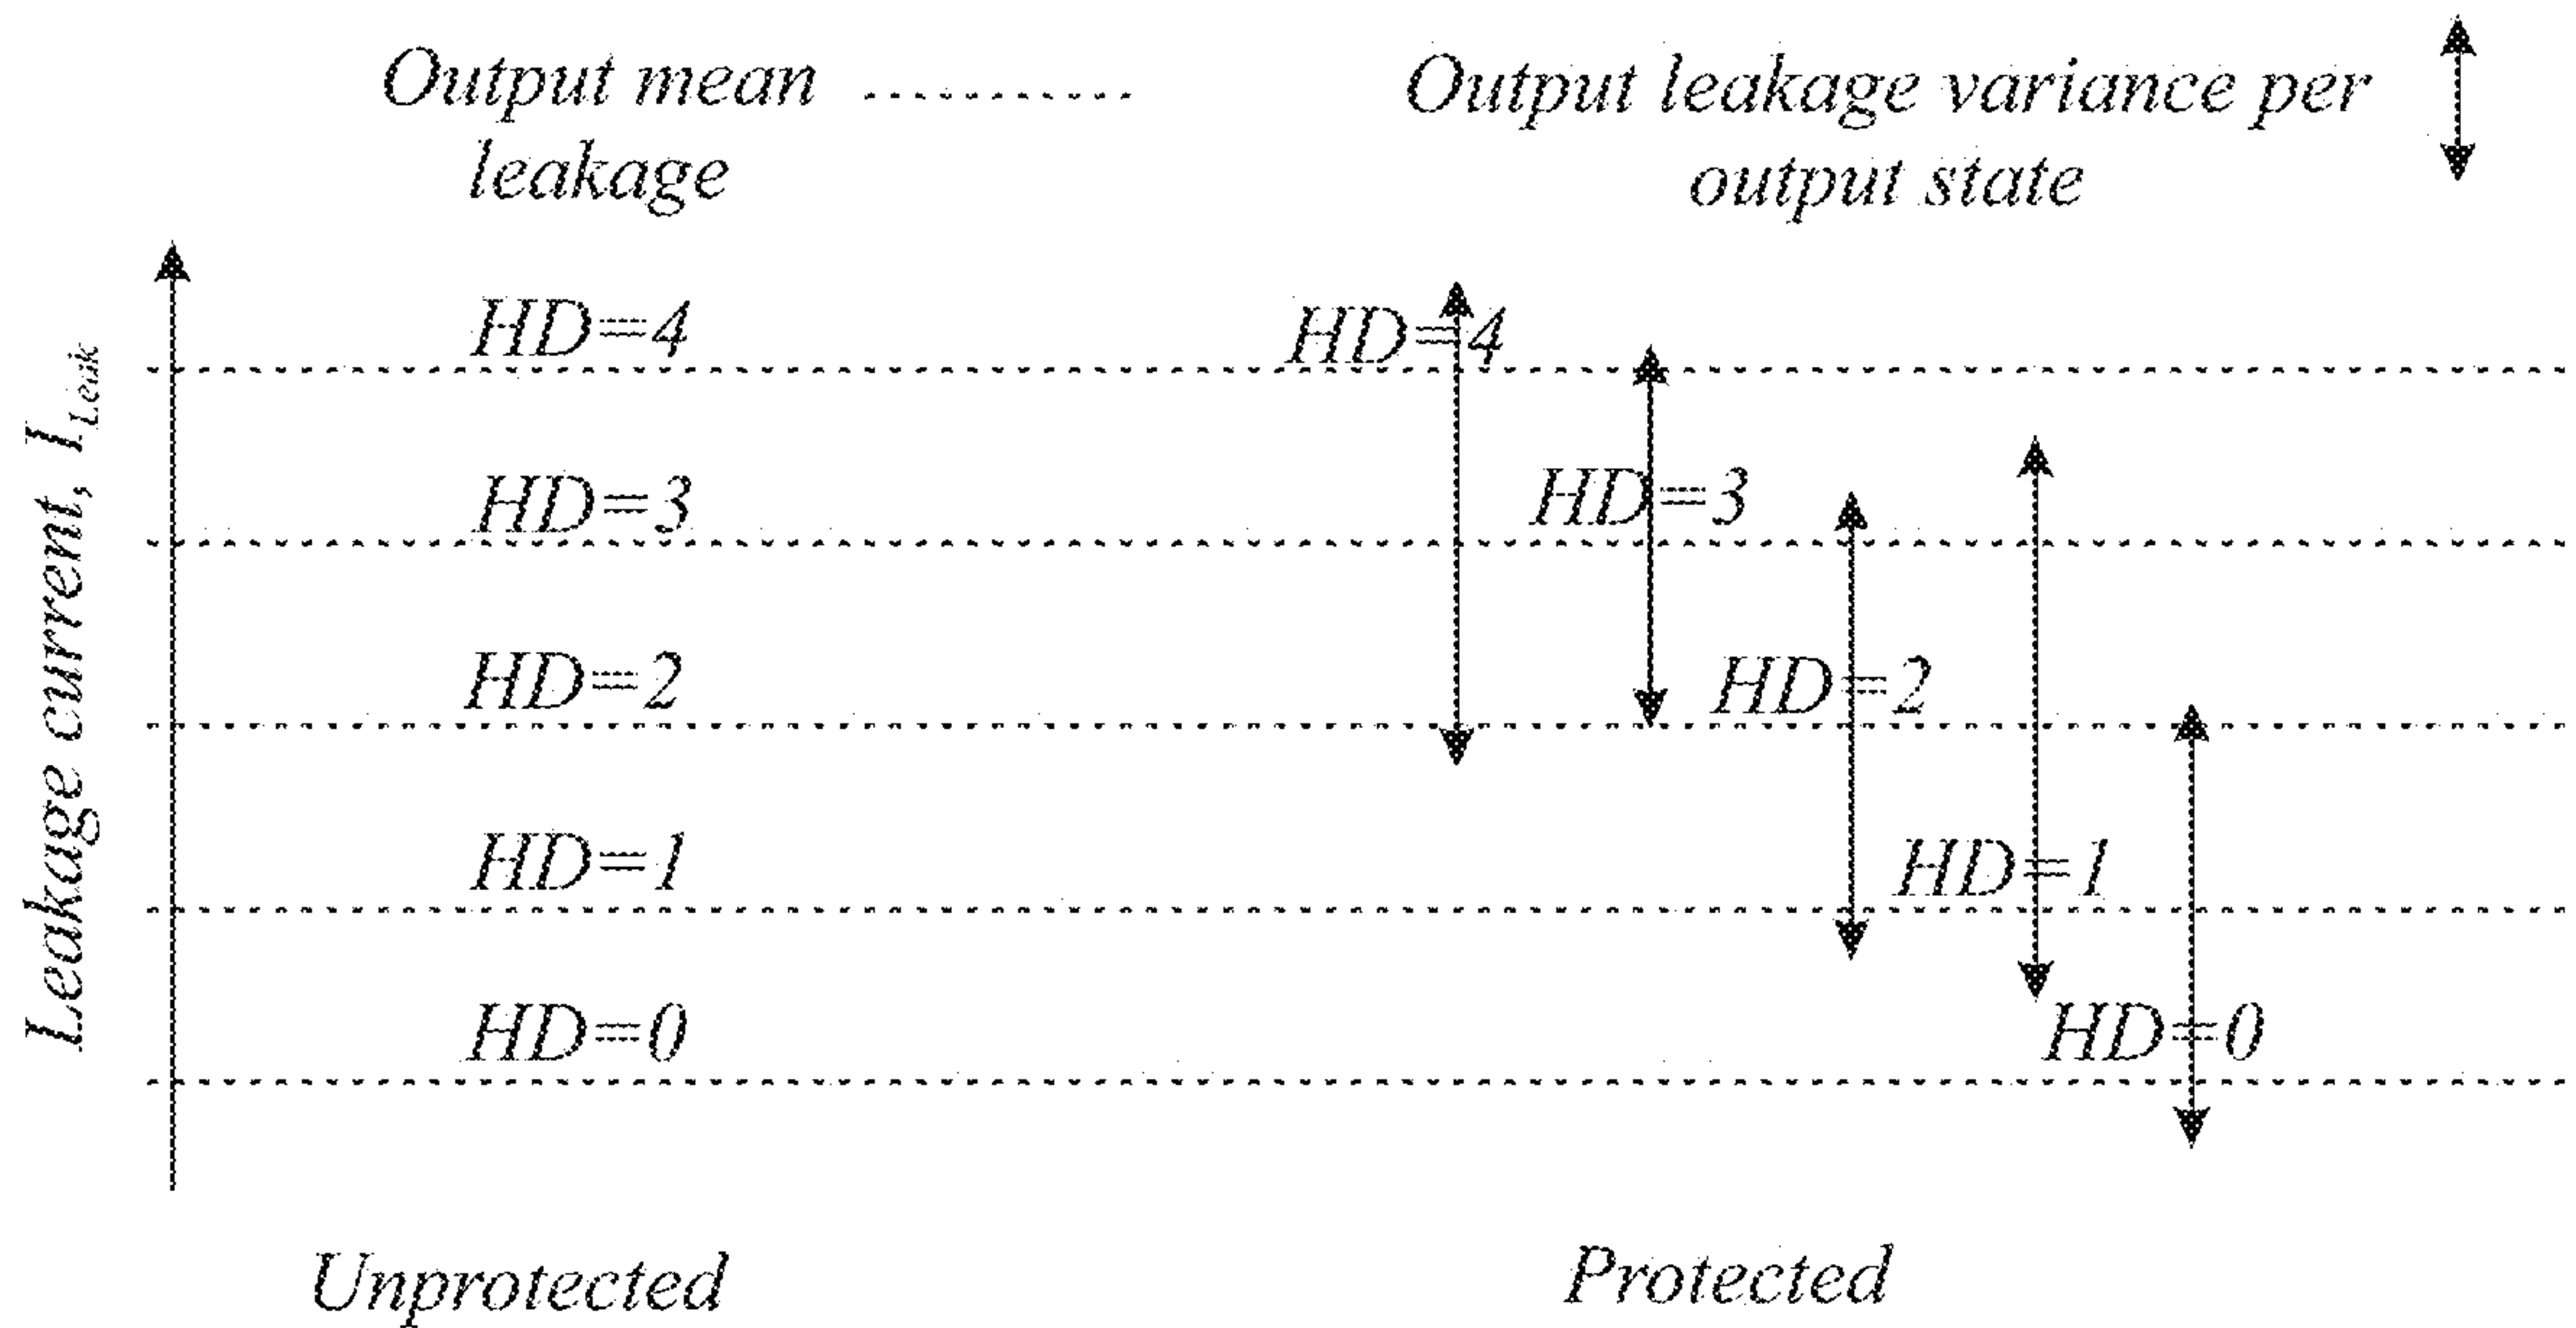 Output mean
leakage
Output leakage variance per
output state
Leakage current, I_Leak
HD=4
HD=3
HD=2
HD=1
HD=0
HD=4
HD=3
HD=2
HD=1
HD=0
Unprotected
Protected